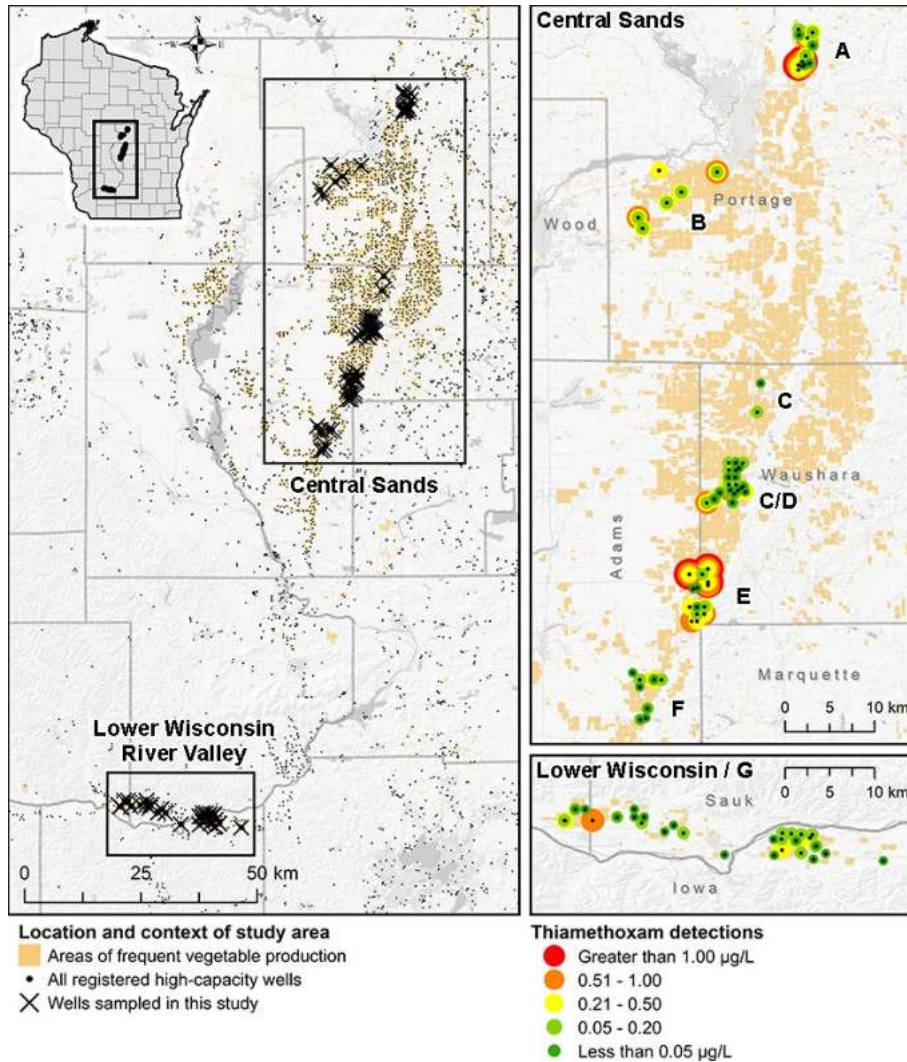 N
W
E
S
Central Sands
Lower Wisconsin
River Valley
0
25
50 km
Location and context of study area
Areas of frequent vegetable production
All registered high-capacity wells
Wells sampled in this study
Central Sands
A
Portage
Wood
B
C
Waushara
C/D
Adams
E
Marquette
F
0 5 10 km
Lower Wisconsin / G
0 5 10 km
Sauk
Iowa
Thiamethoxam detections
Greater than 1.00 µg/L
0.51 - 1.00
0.21 - 0.50
0.05 - 0.20
Less than 0.05 µg/L